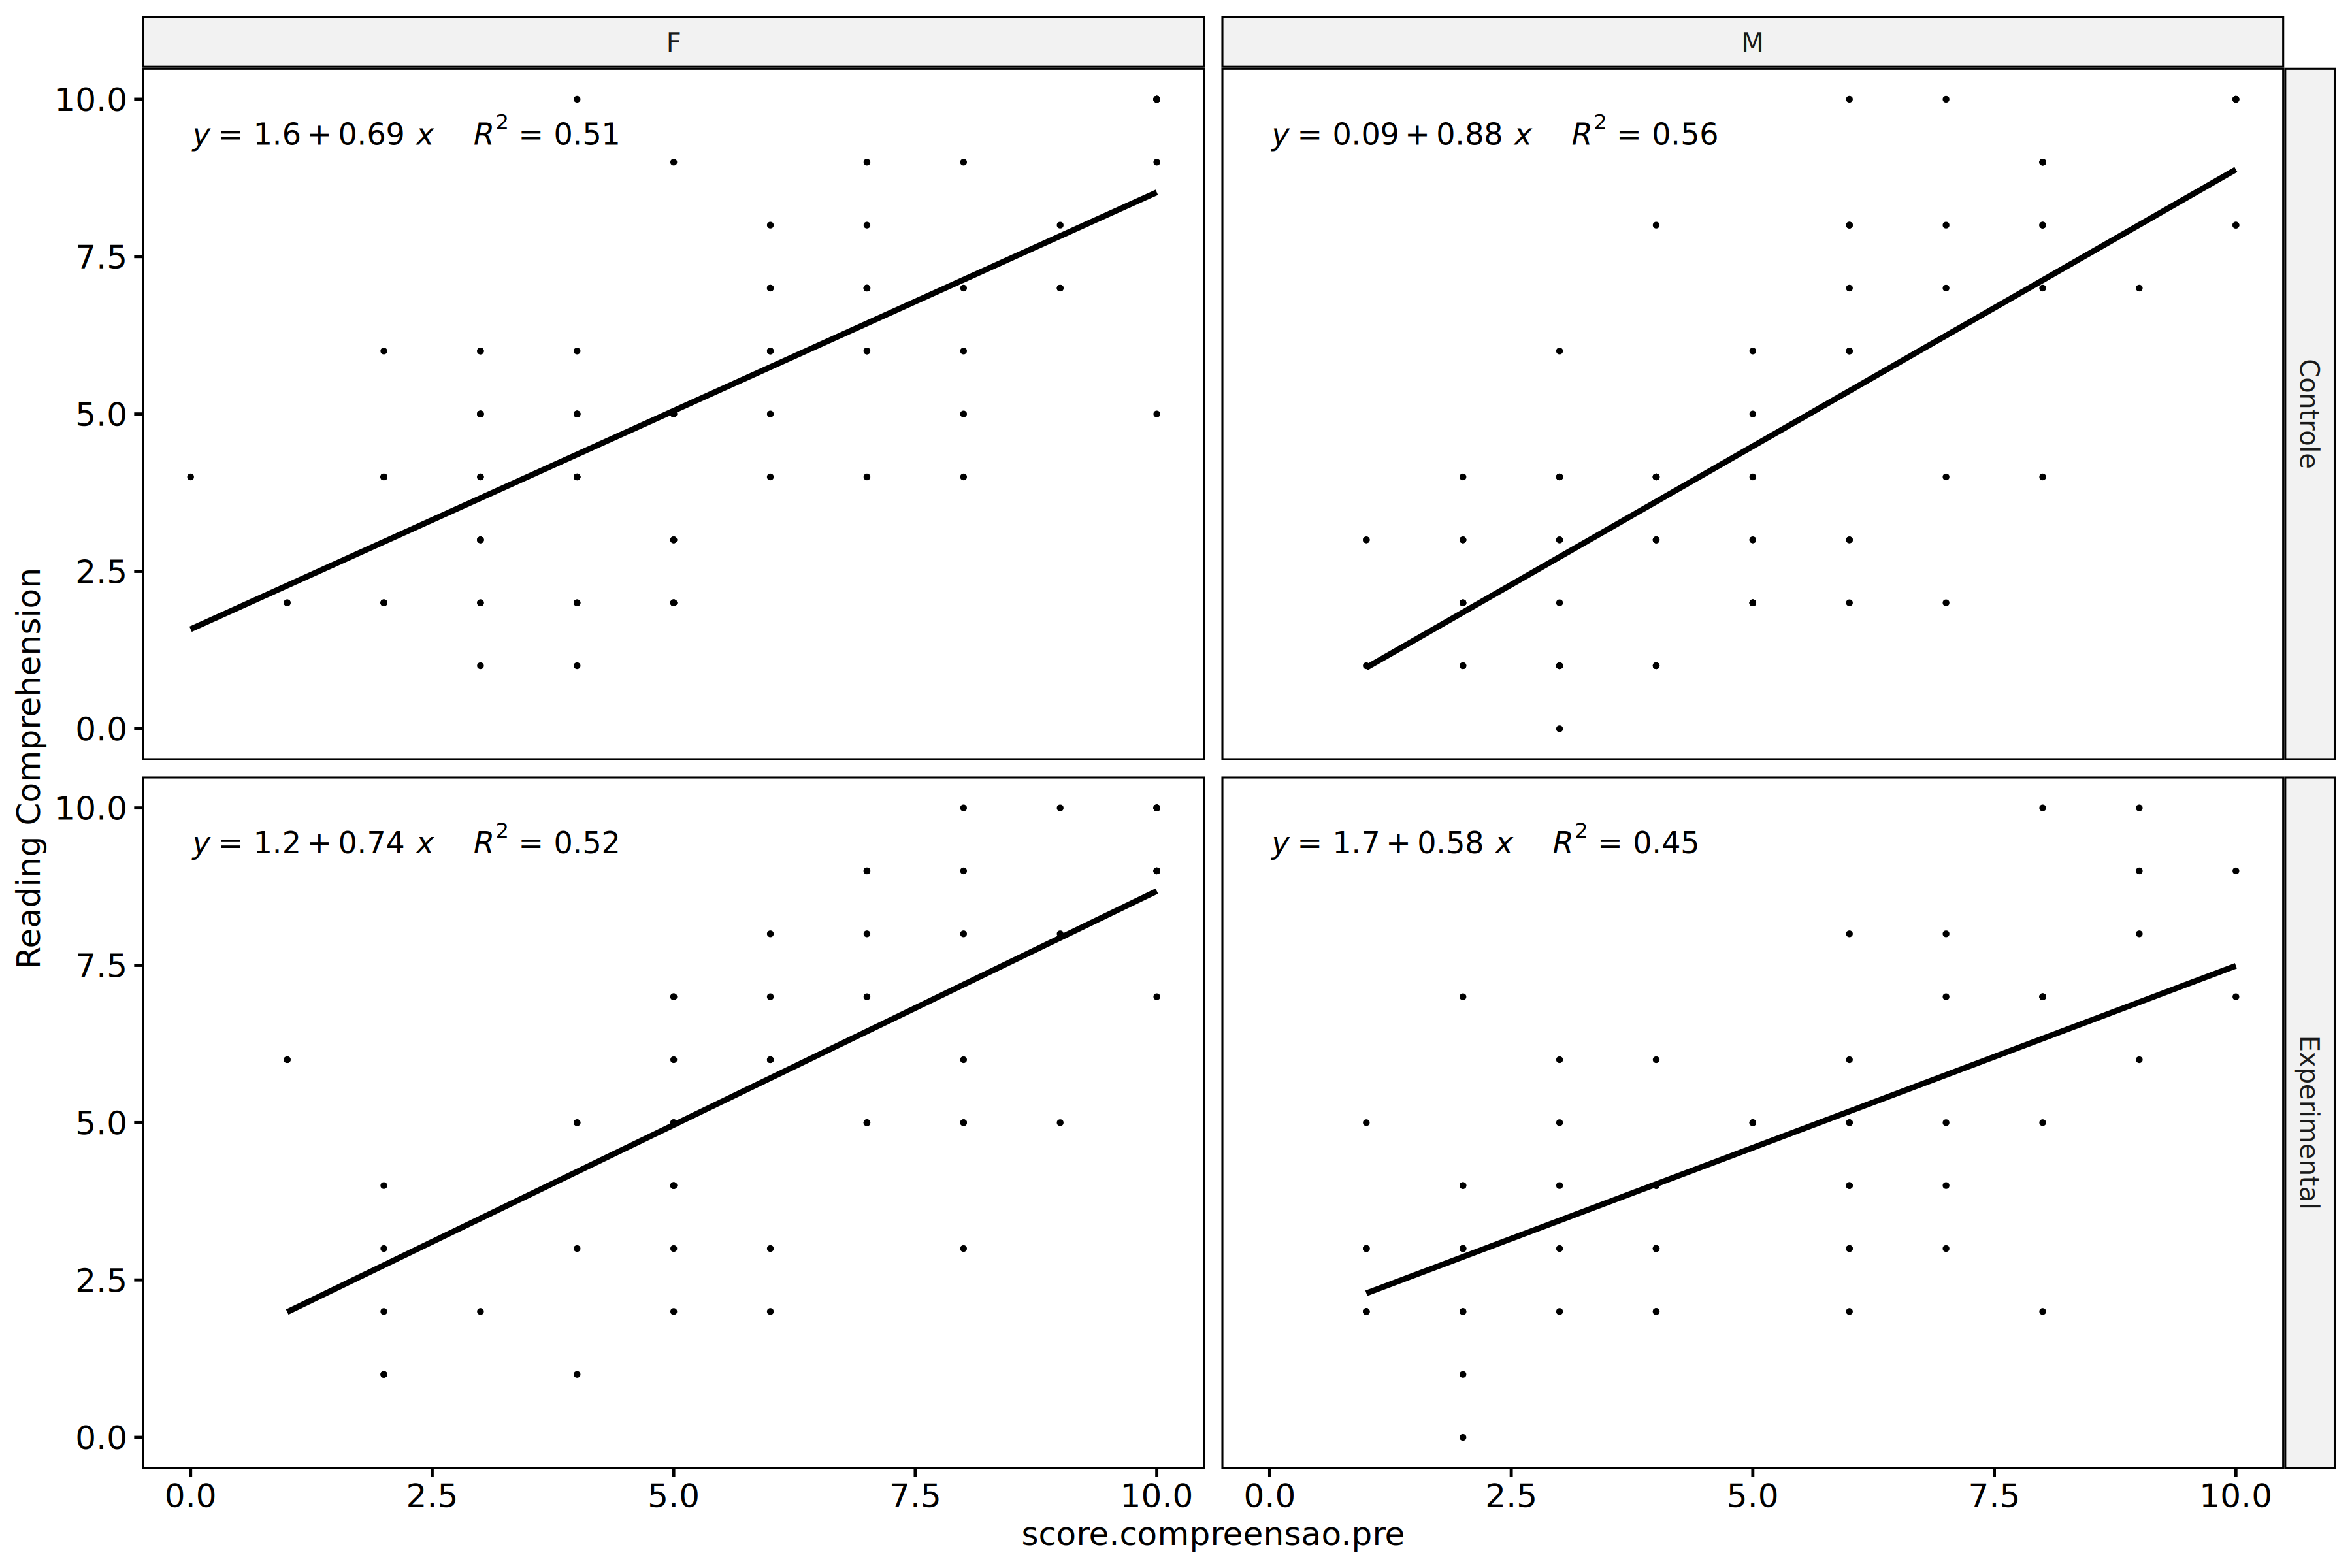 F
M
y = 1.6 + 0.69 x R² = 0.51
y = 0.09 + 0.88 x R² = 0.56
10.0
7.5
5.0
2.5
0.0
Controle
Reading Comprehension
y = 1.2 + 0.74 x R² = 0.52
y = 1.7 + 0.58 x R² = 0.45
10.0
7.5
5.0
2.5
0.0
Experimental
0.0 2.5 5.0 7.5 10.0
0.0 2.5 5.0 7.5 10.0
score.compreensao.pre